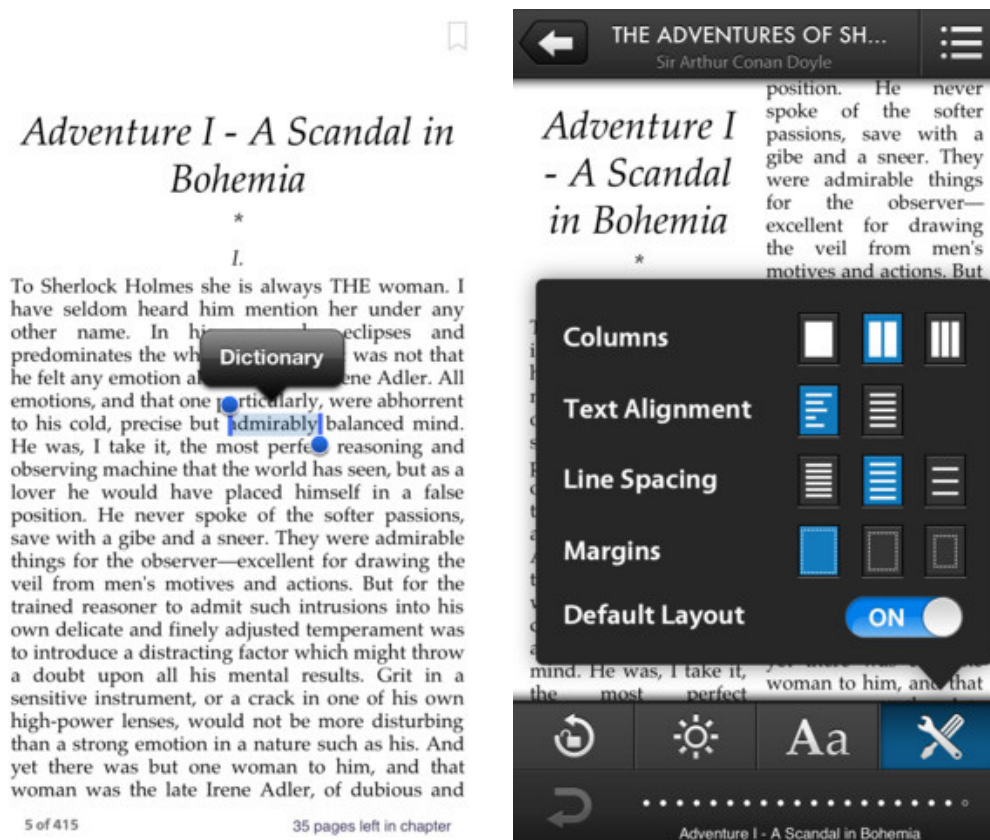 Adventure I - A Scandal in
Bohemia
*
I.
To Sherlock Holmes she is always THE woman. I
have seldom heard him mention her under any
other name. In eclipses and
predominates the was not that
he felt any emotion Adler. All
emotions, and that one particularly, were abhorrent
to his cold, precise but admirably balanced mind.
He was, I take it, the most perfect reasoning and
observing machine that the world has seen, but as a
lover he would have placed himself in a false
position. He never spoke of the softer passions,
save with a gibe and a sneer. They were admirable
things for the observer—excellent for drawing the
veil from men's motives and actions. But for the
trained reasoner to admit such intrusions into his
own delicate and finely adjusted temperament was
to introduce a distracting factor which might throw
a doubt upon all his mental results. Grit in a
sensitive instrument, or a crack in one of his own
high-power lenses, would not be more disturbing
than a strong emotion in a nature such as his. And
yet there was but one woman to him, and that
woman was the late Irene Adler, of dubious and
Dictionary
5 of 415
35 pages left in chapter
THE ADVENTURES OF SH...
Sir Arthur Conan Doyle
Adventure I
- A Scandal
in Bohemia
*
mind. He was, I take it,
the most perfect
position. He never
spoke of the softer
passions, save with a
gibe and a sneer. They
were admirable things
for the observer—
excellent for drawing
the veil from men's
motives and actions. But
woman to him, and that
Columns
Text Alignment
Line Spacing
Margins
Default Layout
ON
Aa
Adventure I - A Scandal in Bohemia